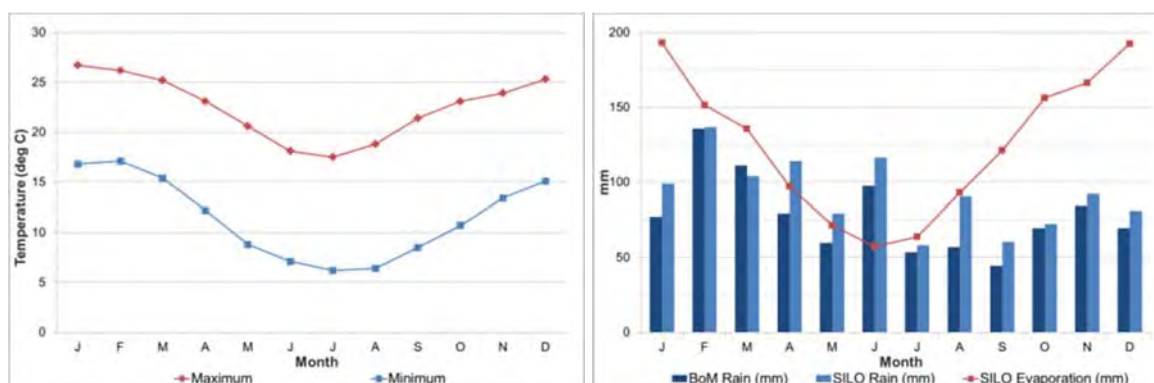 30
25
20
15
10
5
0
Temperature (deg C)
J F M A M J J A S O N D
Month
Maximum Minimum
200
150
100
50
0
mm
J F M A M J J A S O N D
Month
BoM Rain (mm) SILO Rain (mm) SILO Evaporation (mm)